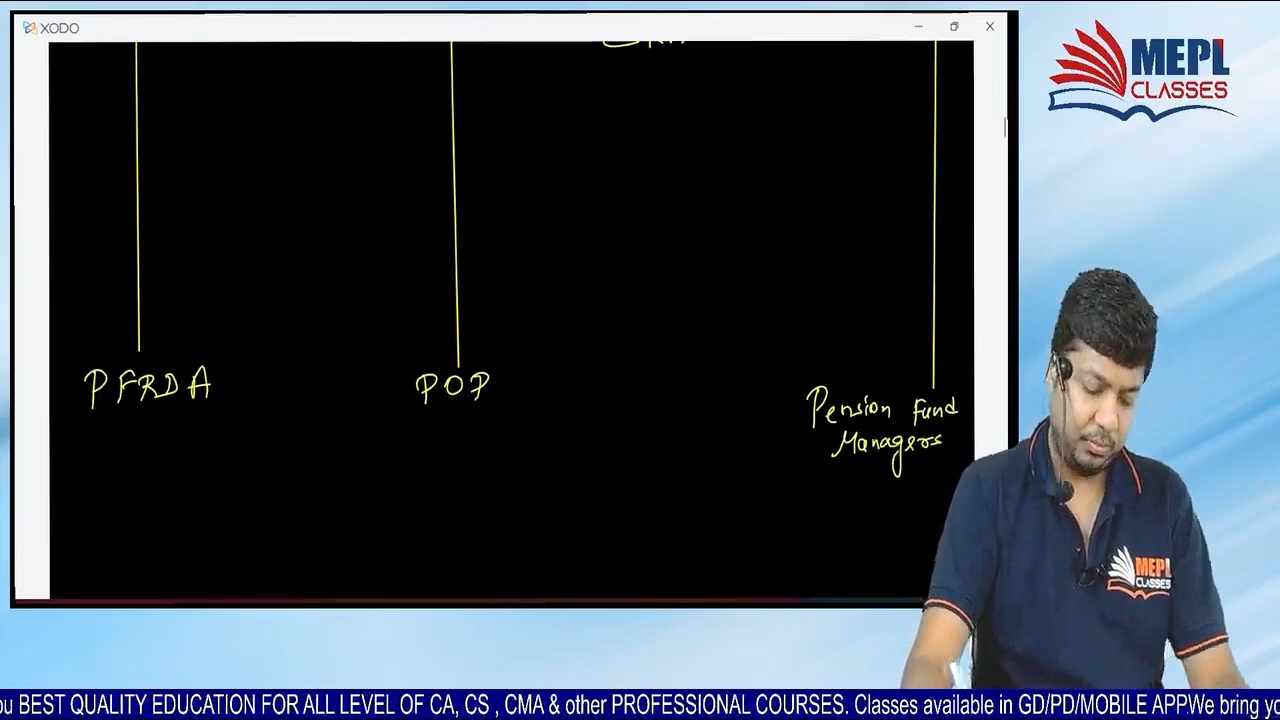 XODO
MEPL
CLASSES
PFRDA
POP
Pension Fund
Managers
MEPL
CLASSES
ou BEST QUALITY EDUCATION FOR ALL LEVEL OF CA, CS , CMA & other PROFESSIONAL COURSES. Classes available in GD/PD/MOBILE APPWe bring yo